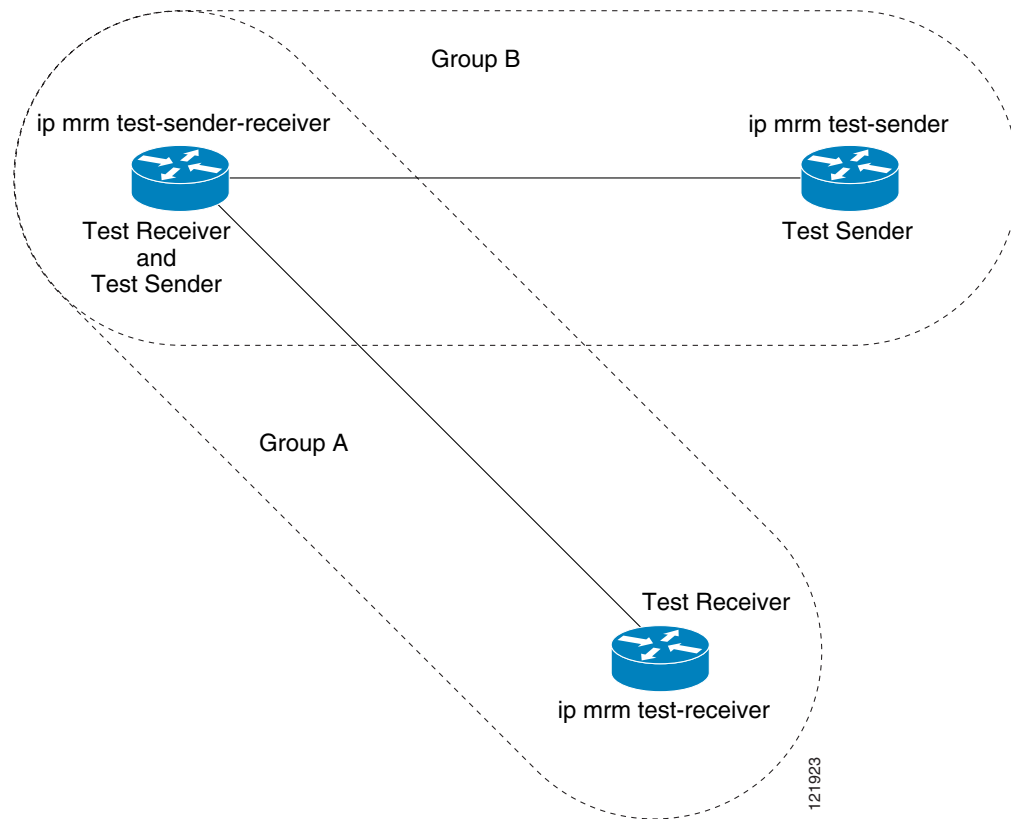 Group B
ip mrm test-sender-receiver
ip mrm test-sender
Test Receiver
and
Test Sender
Test Sender
Group A
Test Receiver
ip mrm test-receiver
121923